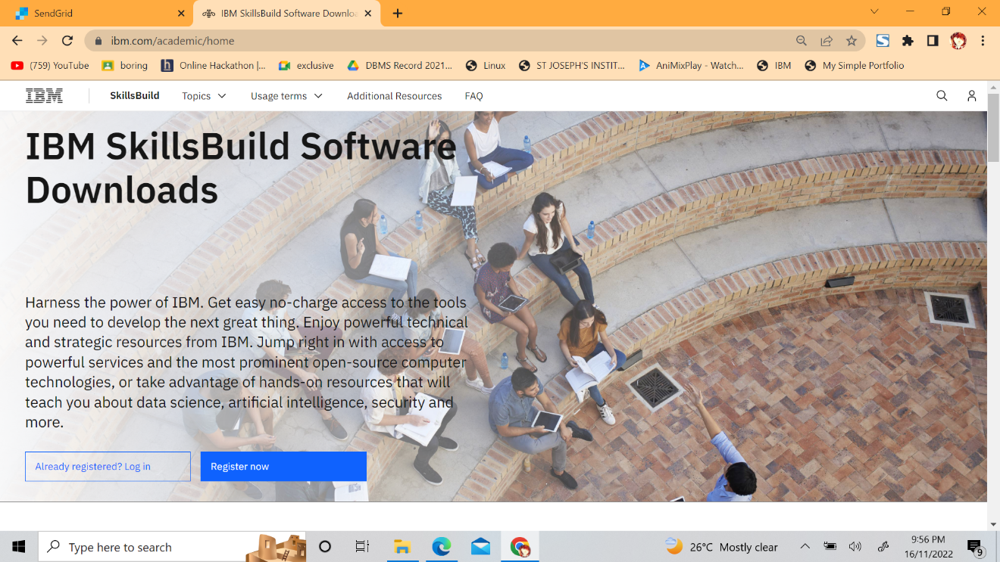 SendGrid
IBM SkillsBuild Software Downloa
ibm.com/academic/home
(759) YouTube
boring
h
Online Hackathon |...
exclusive
DBMS Record 2021...
Linux
ST JOSEPH'S INSTIT...
AniMixPlay - Watch...
IBM
My Simple Portfolio
IBM
SkillsBuild
Topics
Usage terms
Additional Resources
FAQ
IBM SkillsBuild Software
Downloads
Harness the power of IBM. Get easy no-charge access to the tools
you need to develop the next great thing. Enjoy powerful technical
and strategic resources from IBM. Jump right in with access to
powerful services and the most prominent open-source computer
technologies, or take advantage of hands-on resources that will
teach you about data science, artificial intelligence, security and
more.
Already registered? Log in
Register now
Type here to search
26°C Mostly clear
9:56 PM
16/11/2022
9